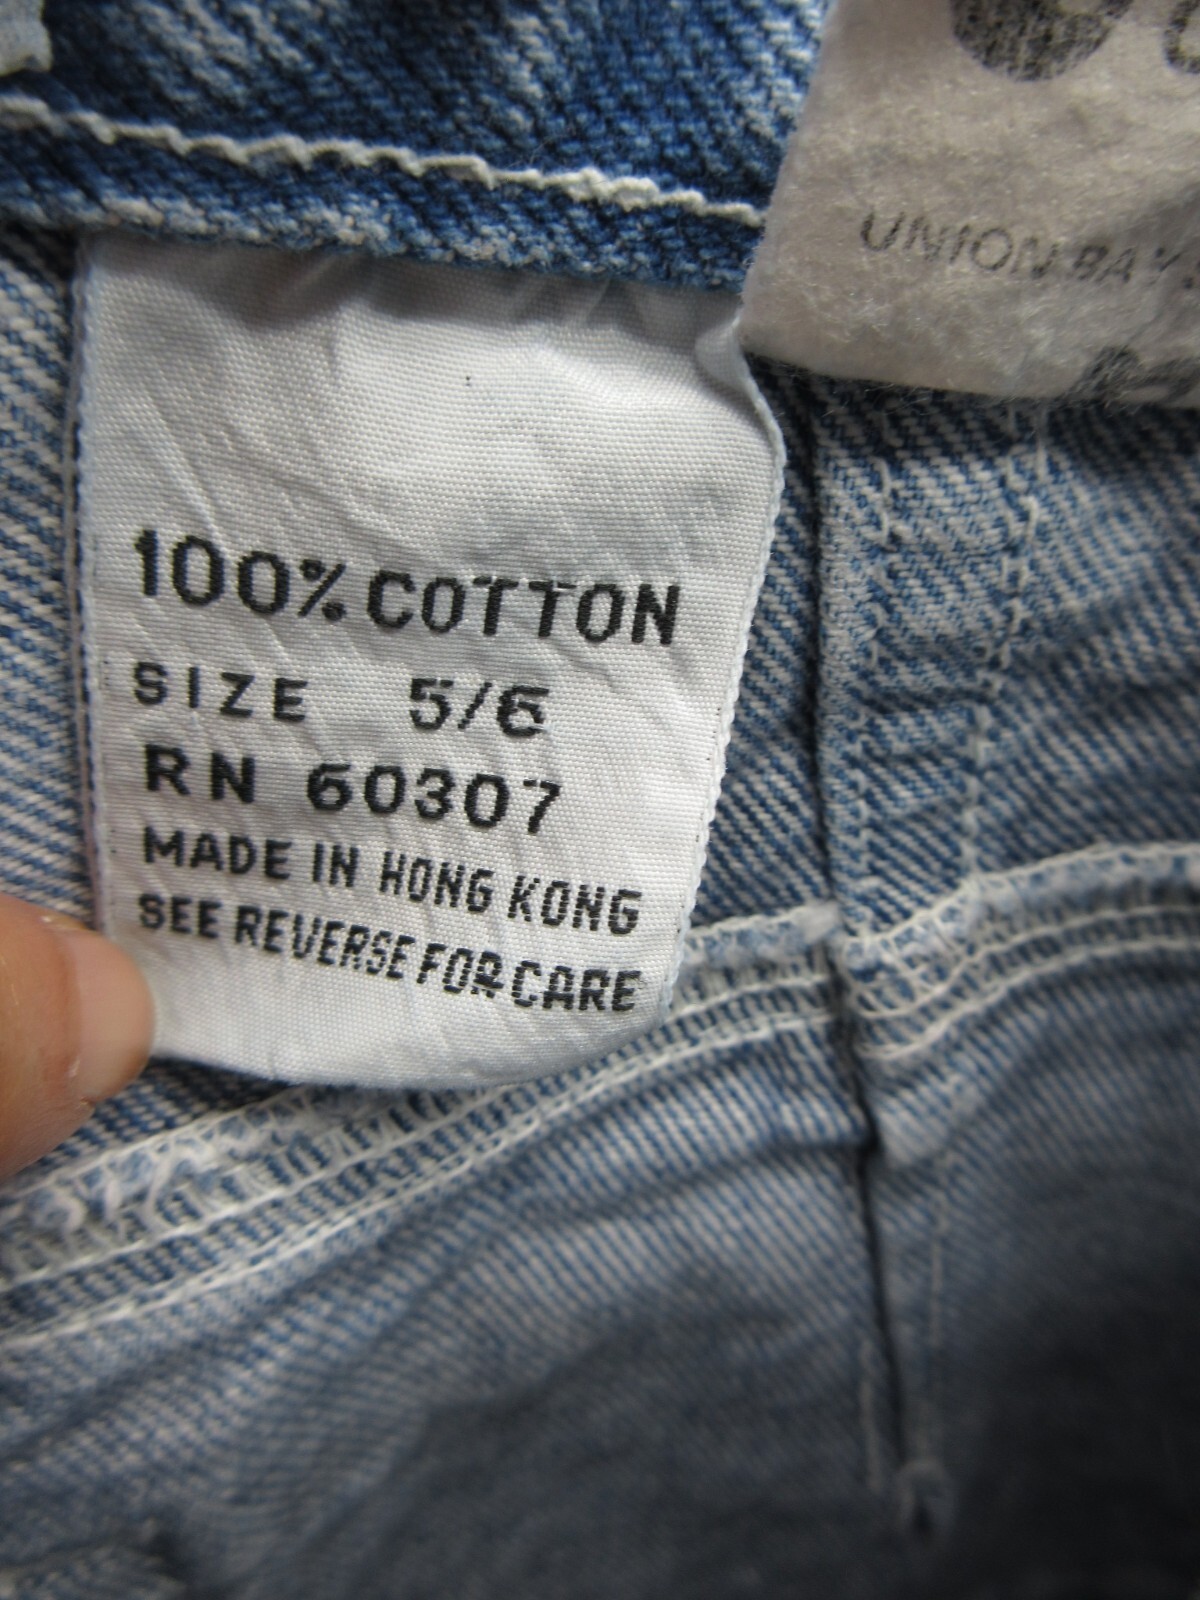 UNION BAY
100% COTTON
SIZE 5/6
RN 60307
MADE IN HONG KONG
SEE REVERSE FOR CARE